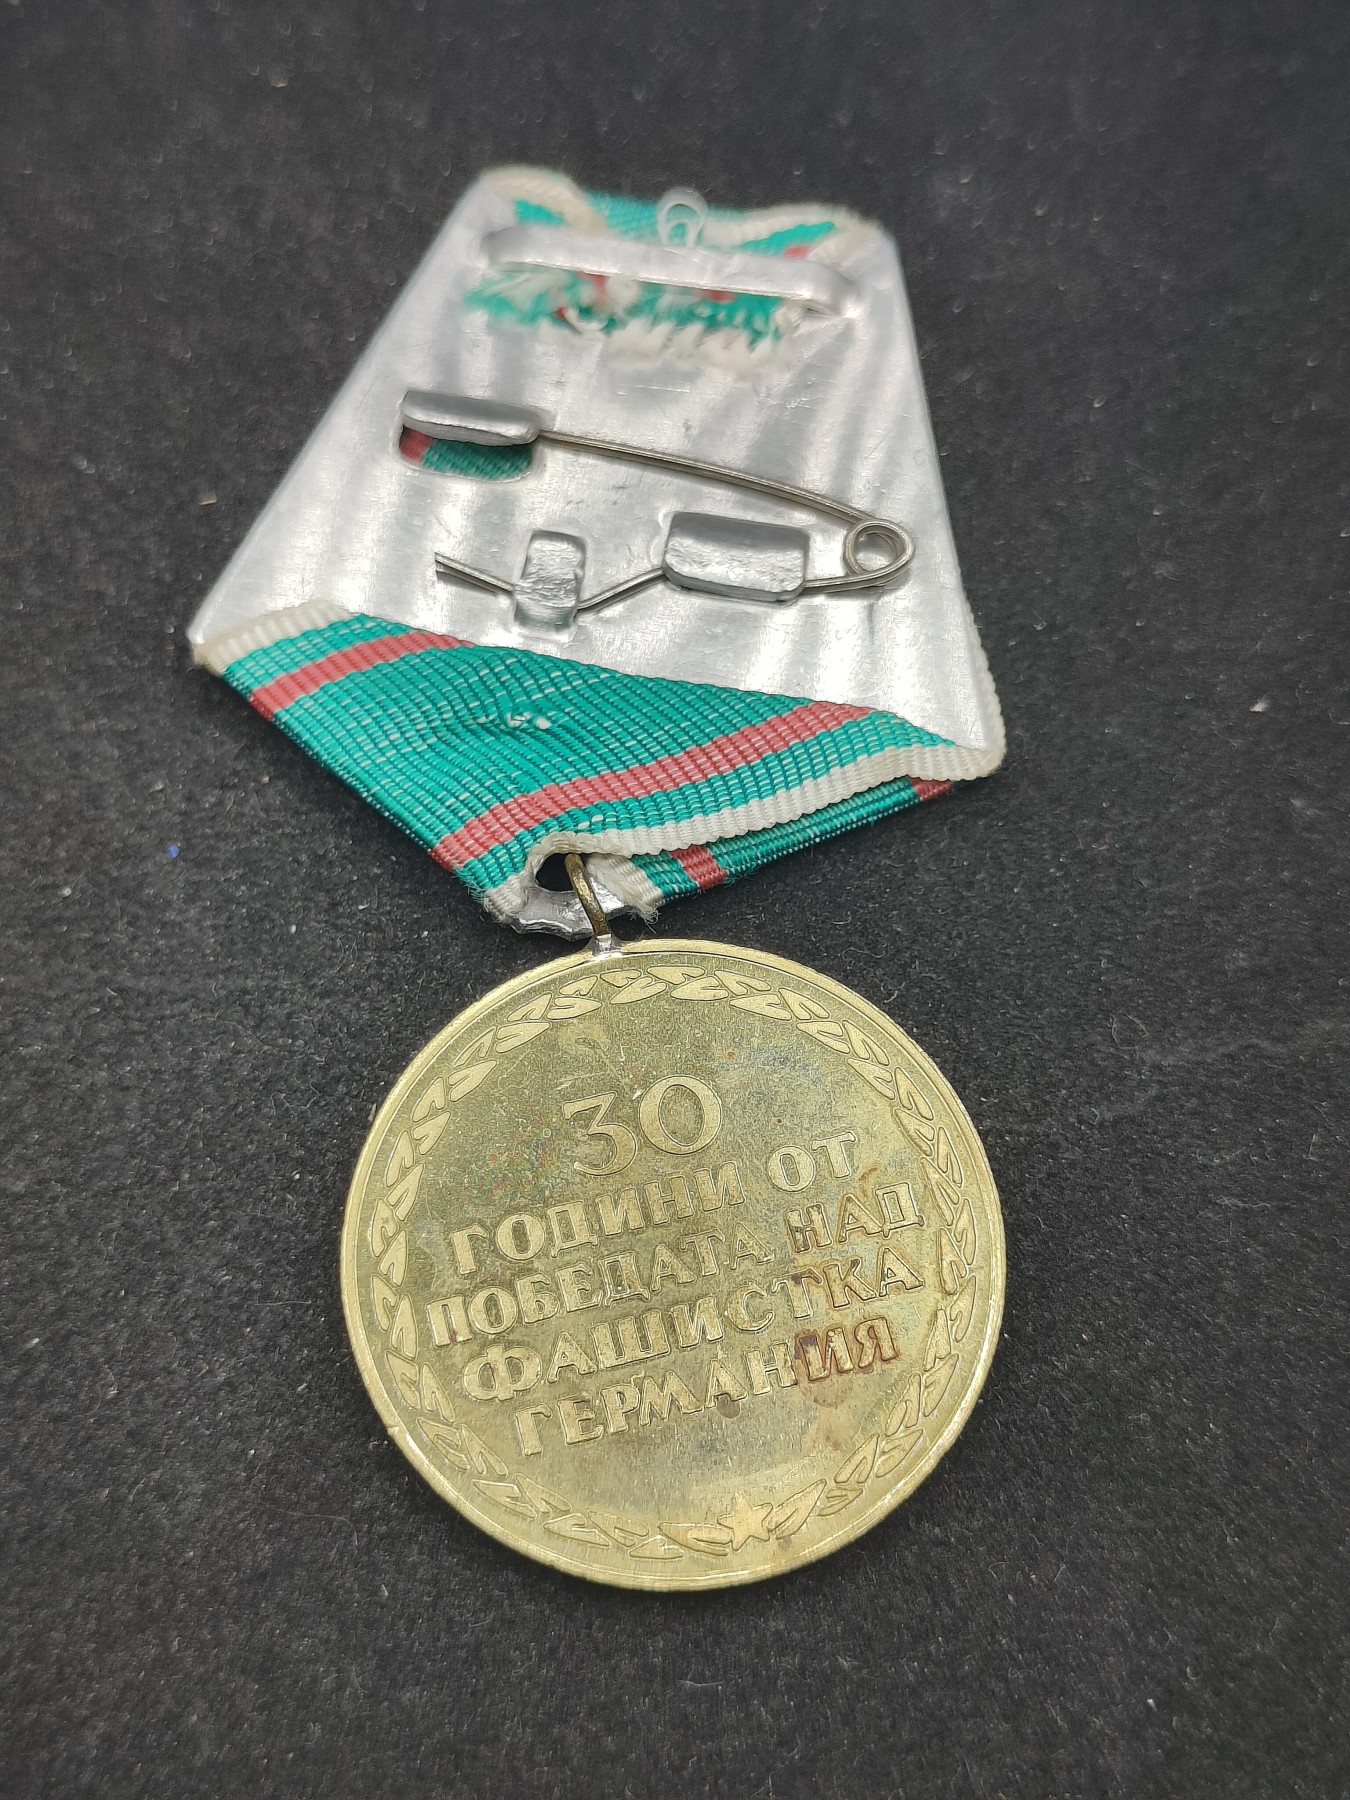 30
ГОДИНИ ОТ
ПОБЕДАТА НАД
ФАШИСТКА
ГЕРМАНИЯ